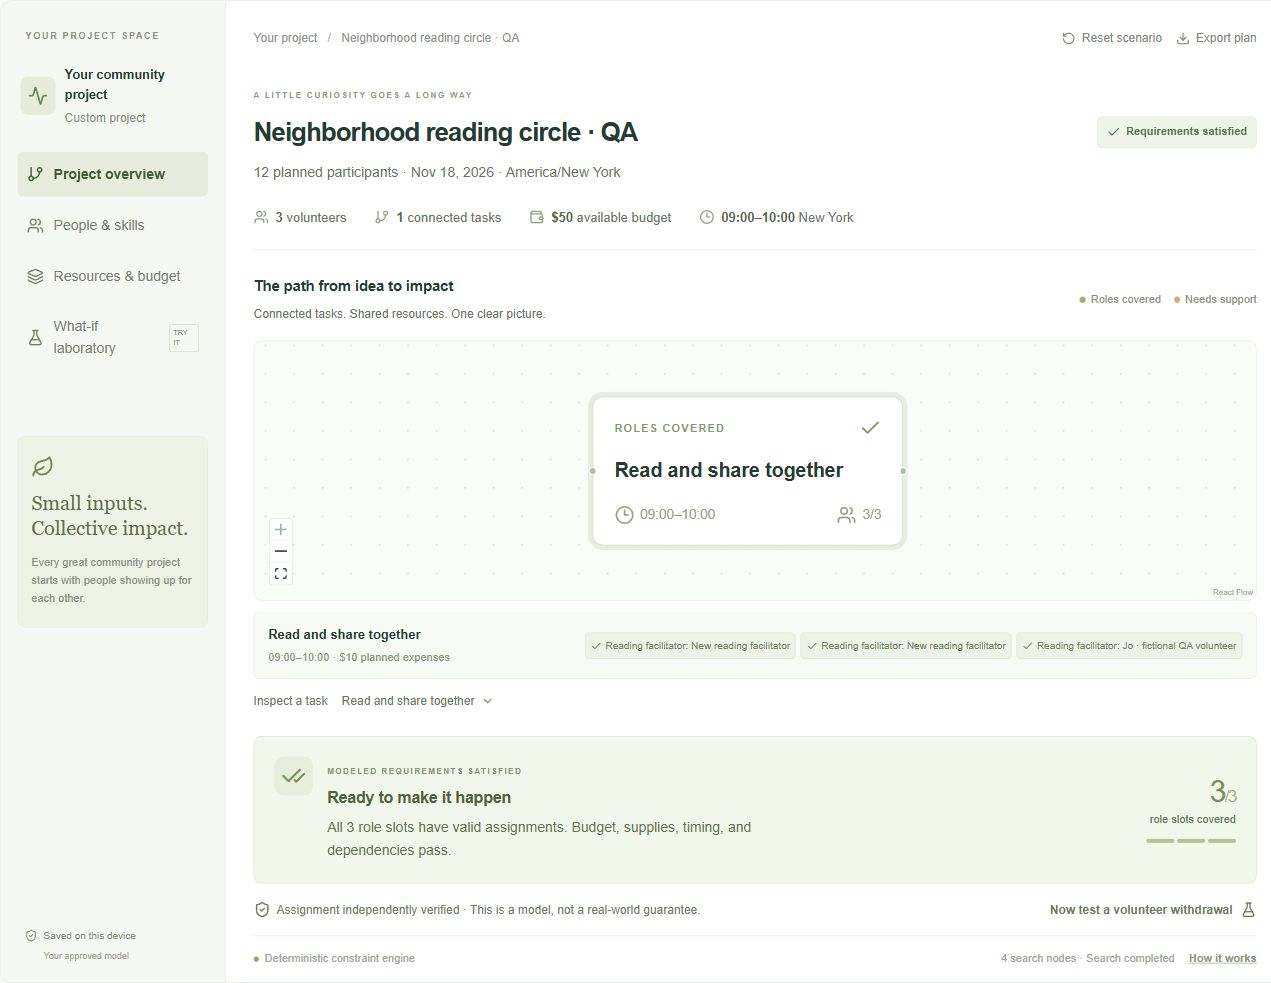 YOUR PROJECT SPACE
Your community
project
Custom project
Project overview
People & skills
Resources & budget
What-if
laboratory
TRY
IT
Small inputs.
Collective impact.
Every great community project
starts with people showing up for
each other.
Saved on this device
Your approved model
Your project / Neighborhood reading circle · QA
Reset scenario
Export plan
A LITTLE CURIOSITY GOES A LONG WAY
Neighborhood reading circle · QA
Requirements satisfied
12 planned participants · Nov 18, 2026 · America/New York
3 volunteers
1 connected tasks
$50 available budget
09:00–10:00 New York
The path from idea to impact
Connected tasks. Shared resources. One clear picture.
Roles covered
Needs support
ROLES COVERED
Read and share together
09:00–10:00
3/3
React Flow
Read and share together
09:00–10:00 · $10 planned expenses
Reading facilitator: New reading facilitator
Reading facilitator: New reading facilitator
Reading facilitator: Jo · fictional QA volunteer
Inspect a task
Read and share together
MODELED REQUIREMENTS SATISFIED
Ready to make it happen
All 3 role slots have valid assignments. Budget, supplies, timing, and
dependencies pass.
3/3
role slots covered
Assignment independently verified · This is a model, not a real-world guarantee.
Now test a volunteer withdrawal
Deterministic constraint engine
4 search nodes · Search completed
How it works